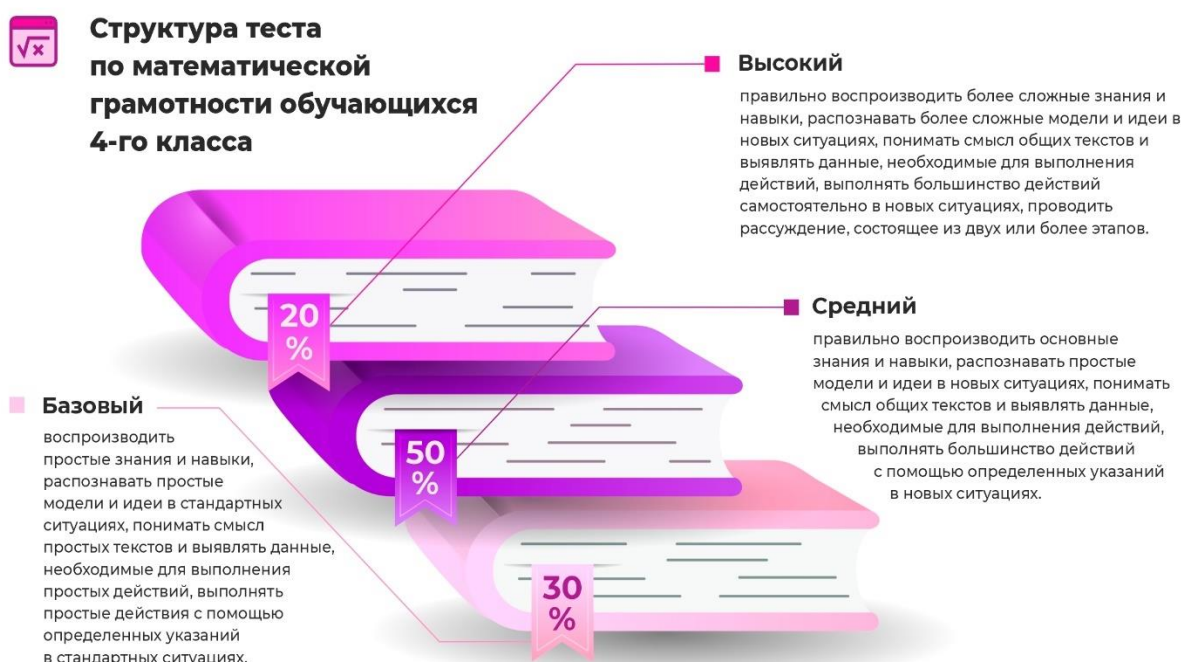 √x
Структура теста
по математической
грамотности обучающихся
4-го класса
Высокий
правильно воспроизводить более сложные знания и
навыки, распознавать более сложные модели и идеи в
новых ситуациях, понимать смысл общих текстов и
выявлять данные, необходимые для выполнения
действий, выполнять большинство действий
самостоятельно в новых ситуациях, проводить
рассуждение, состоящее из двух или более этапов.
20
%
Средний
правильно воспроизводить основные
знания и навыки, распознавать простые
модели и идеи в новых ситуациях, понимать
смысл общих текстов и выявлять данные,
необходимые для выполнения действий,
выполнять большинство действий
с помощью определенных указаний
в новых ситуациях.
50
%
Базовый
воспроизводить
простые знания и навыки,
распознавать простые
модели и идеи в стандартных
ситуациях, понимать смысл
простых текстов и выявлять данные,
необходимые для выполнения
простых действий, выполнять
простые действия с помощью
определенных указаний
в стандартных ситуациях.
30
%